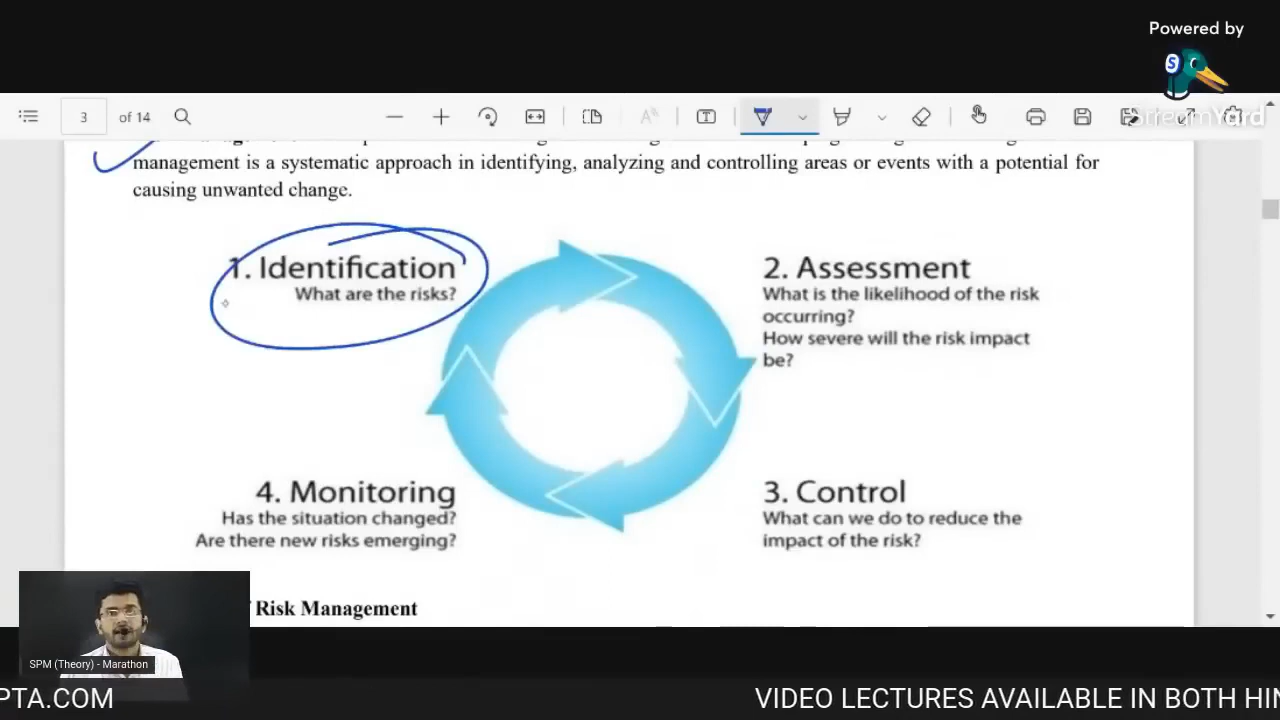 Powered by
StreamYard
3 of 14
management is a systematic approach in identifying, analyzing and controlling areas or events with a potential for
causing unwanted change.
1. Identification
What are the risks?
2. Assessment
What is the likelihood of the risk
occurring?
How severe will the risk impact
be?
4. Monitoring
Has the situation changed?
Are there new risks emerging?
3. Control
What can we do to reduce the
impact of the risk?
Risk Management
SPM (Theory) - Marathon
PTA.COM
VIDEO LECTURES AVAILABLE IN BOTH HIN